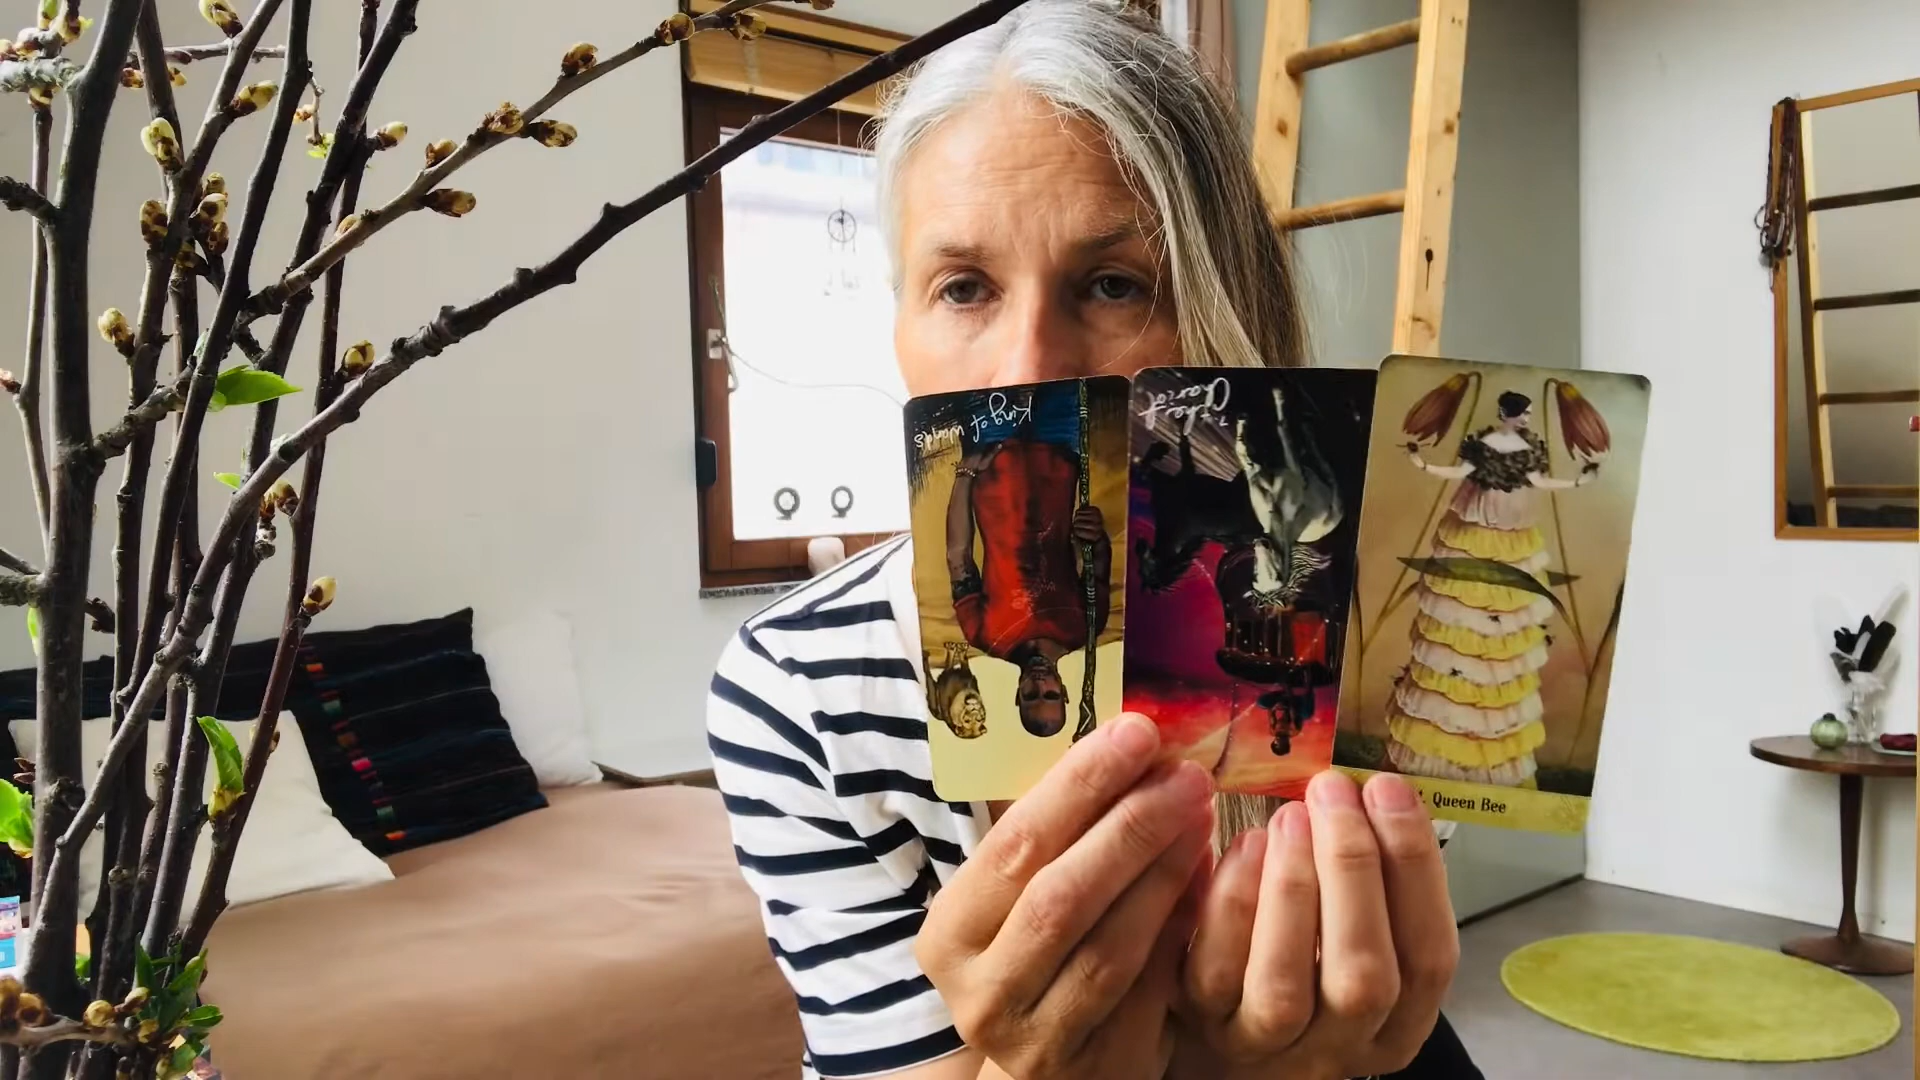 King of Wands
7-the
Chariot
Queen Bee